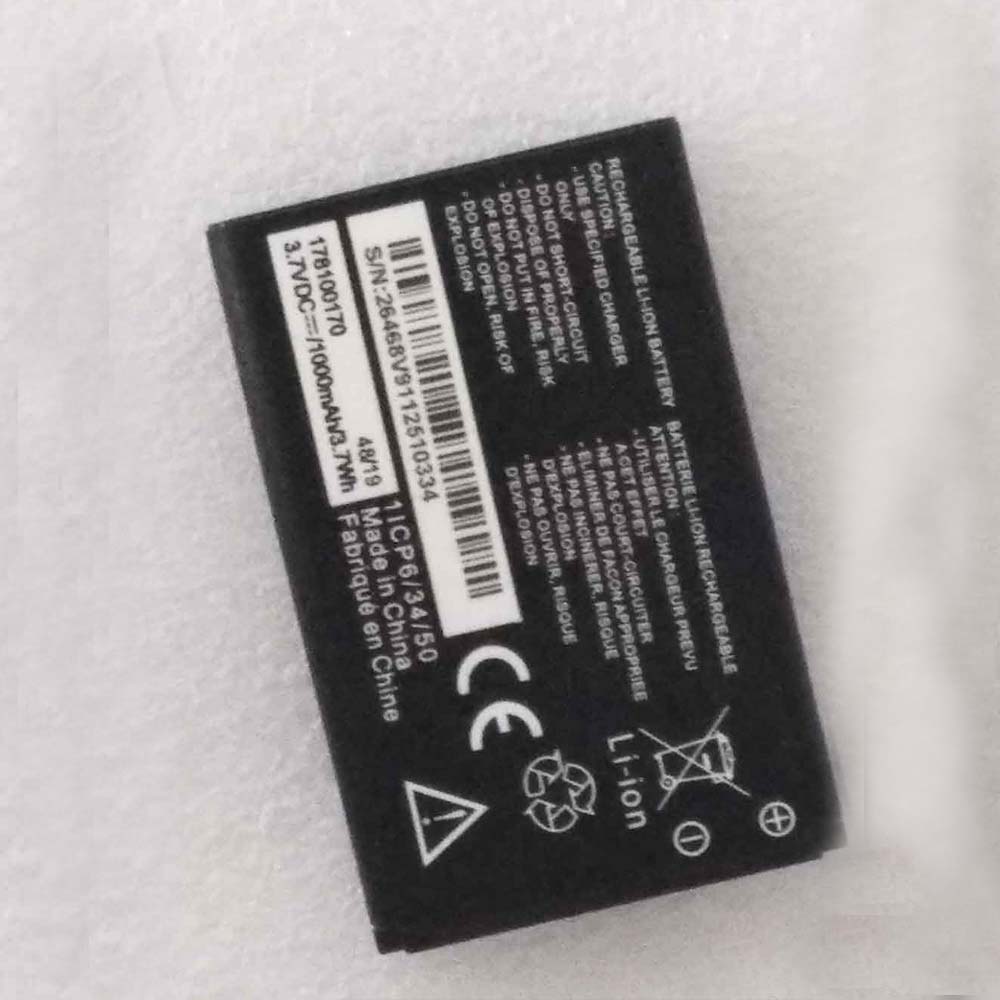 RECHARGEABLE LI-ION BATTERY
CAUTION :
- USE SPECIFIED CHARGER
ONLY
- DO NOT SHORT-CIRCUIT
- DISPOSE OF PROPERLY
- DO NOT PUT IN FIRE, RISK
OF EXPLOSION
- DO NOT OPEN, RISK OF
EXPLOSION
BATTERIE LI-ION RECHARGEABLE
ATTENTION :
- UTILISER LE CHARGEUR PREVU
A CET EFFET
- NE PAS COURT-CIRCUITER
- ELIMINER DE FACON APPROPRIEE
- NE PAS INCINERER, RISQUE
D'EXPLOSION
- NE PAS OUVRIR, RISQUE
D'EXPLOSION
S/N:26468V9112510334
178100170 48/19
3.7VDC⎓/1000mAh/3.7Wh
1ICP6/34/50
Made in China
Fabriqué en Chine
CE
Li-ion